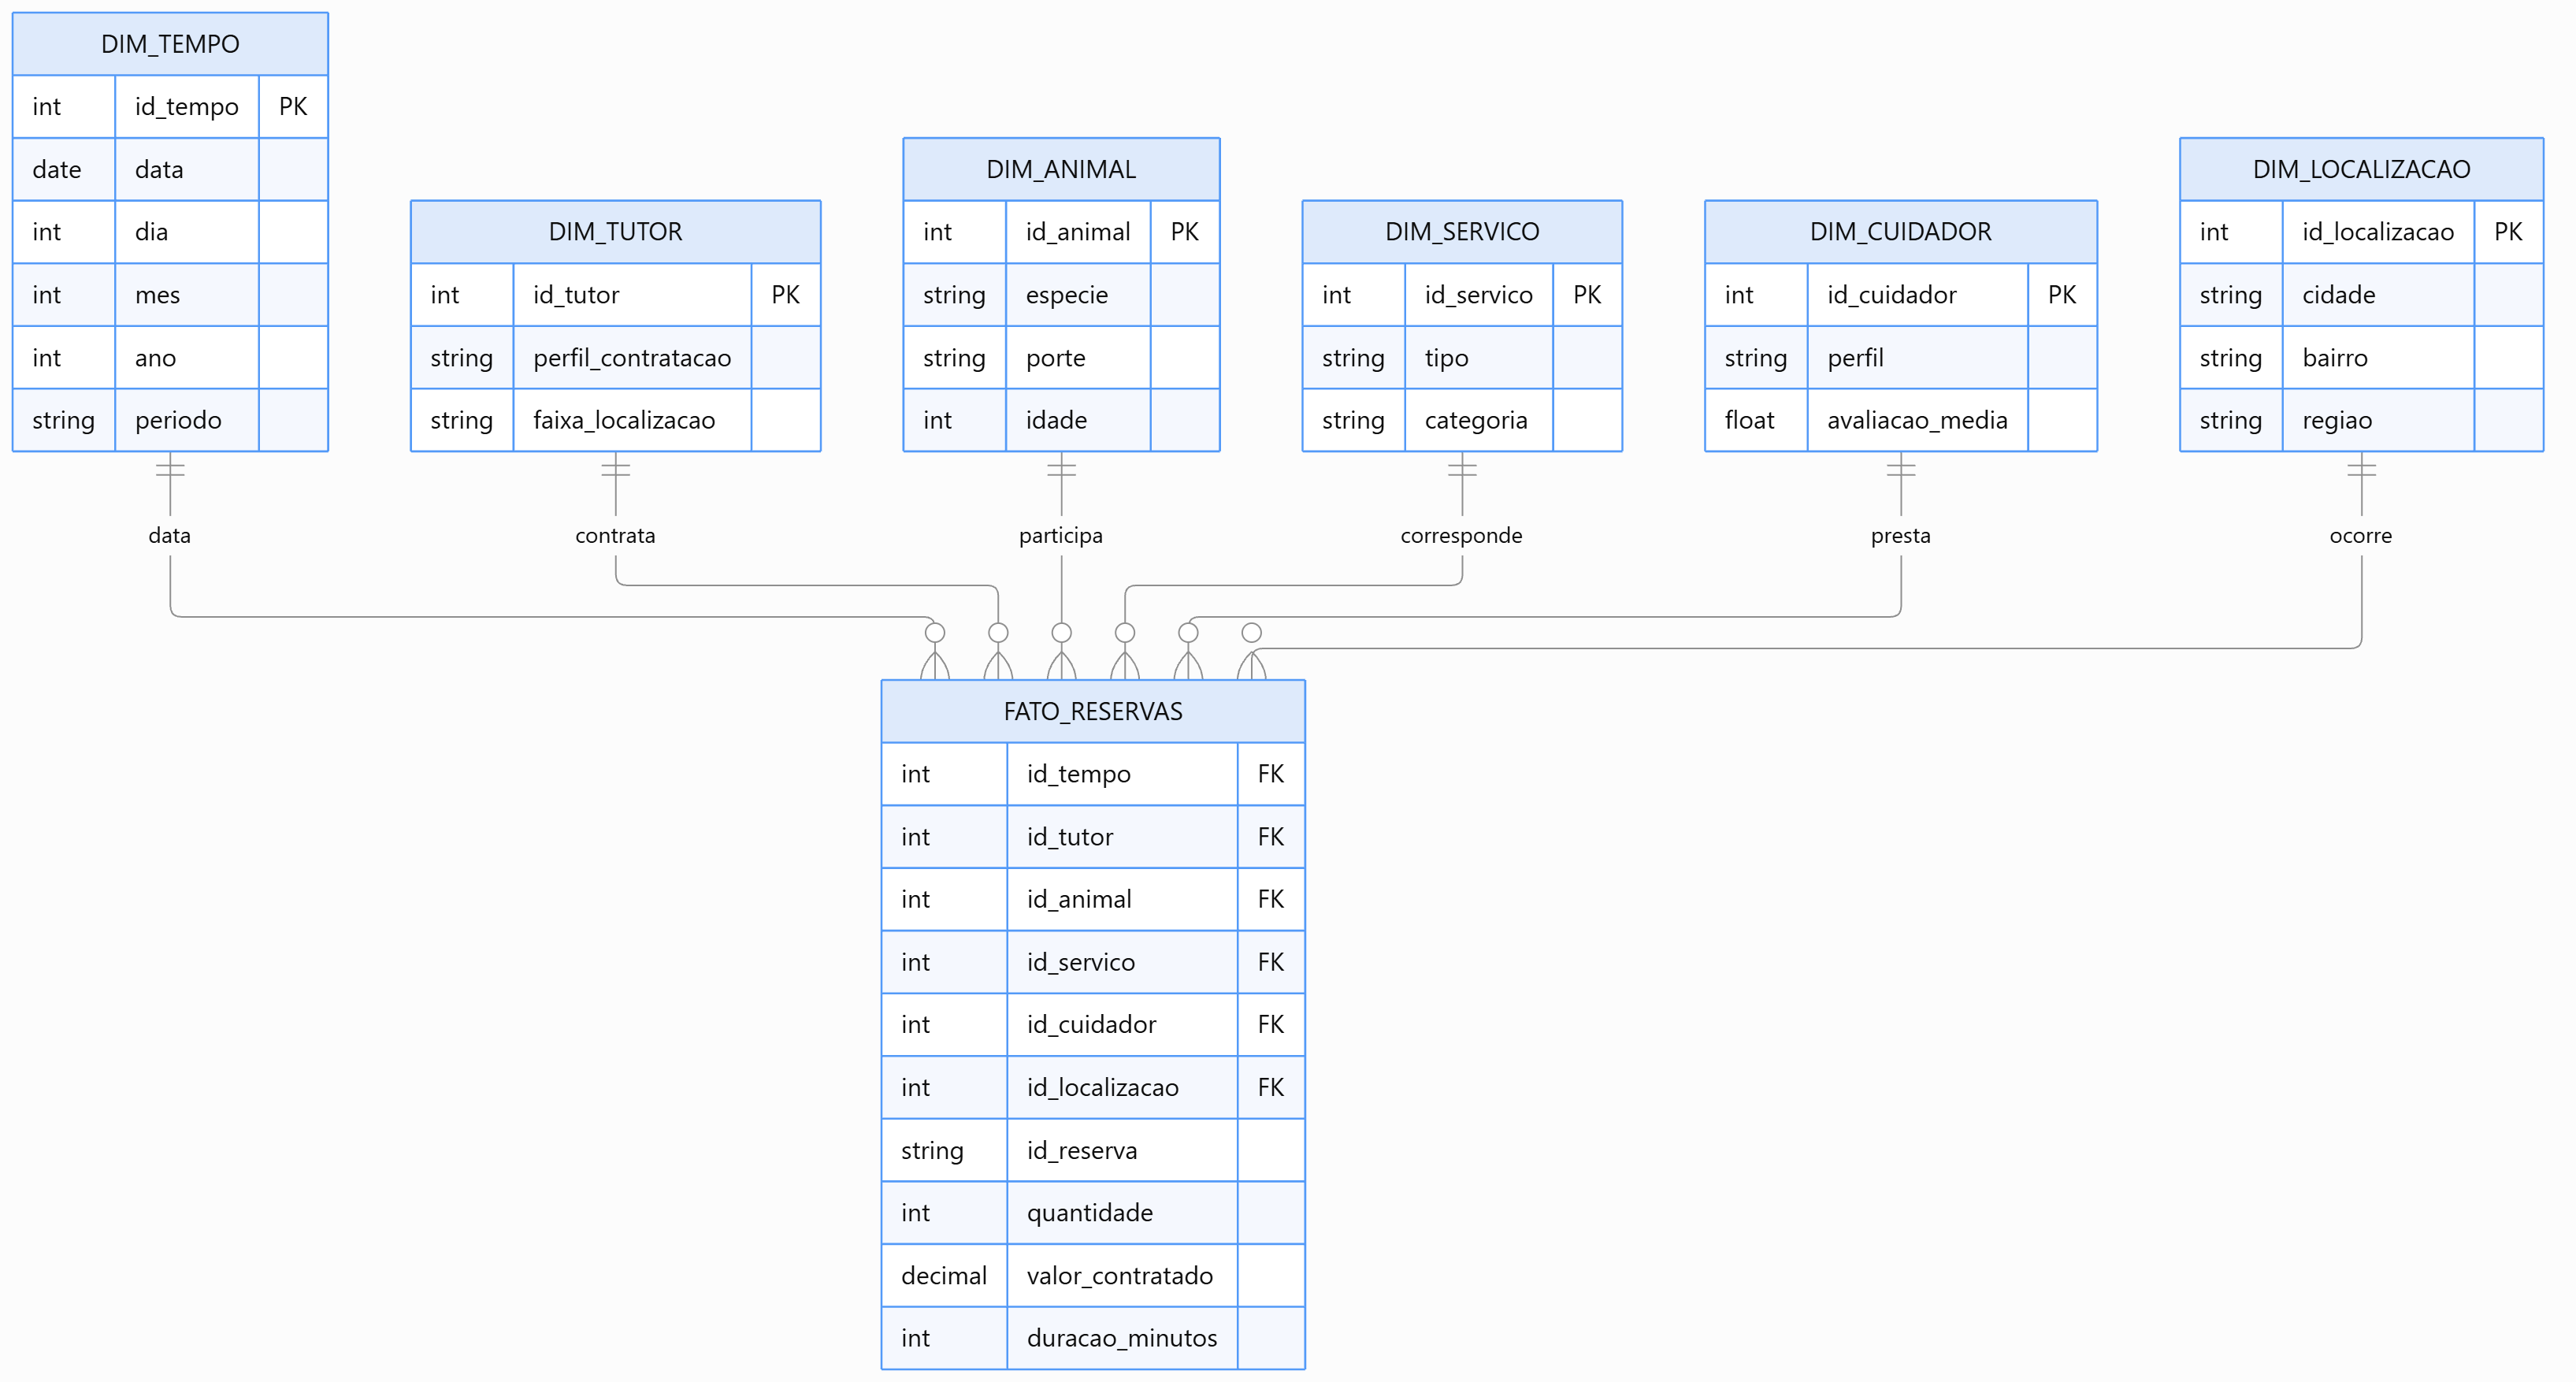 DIM_TEMPO
int id_tempo PK
date data
int dia
int mes
int ano
string periodo
DIM_TUTOR
int id_tutor PK
string perfil_contratacao
string faixa_localizacao
DIM_ANIMAL
int id_animal PK
string especie
string porte
int idade
DIM_SERVICO
int id_servico PK
string tipo
string categoria
DIM_CUIDADOR
int id_cuidador PK
string perfil
float avaliacao_media
DIM_LOCALIZACAO
int id_localizacao PK
string cidade
string bairro
string regiao
data
contrata
participa
corresponde
presta
ocorre
FATO_RESERVAS
int id_tempo FK
int id_tutor FK
int id_animal FK
int id_servico FK
int id_cuidador FK
int id_localizacao FK
string id_reserva
int quantidade
decimal valor_contratado
int duracao_minutos